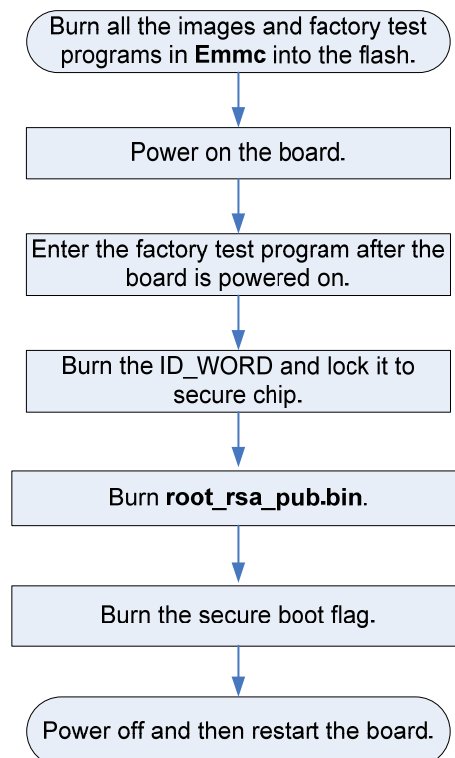 Burn all the images and factory test
programs in Emmc into the flash.
Power on the board.
Enter the factory test program after the
board is powered on.
Burn the ID_WORD and lock it to
secure chip.
Burn root_rsa_pub.bin.
Burn the secure boot flag.
Power off and then restart the board.